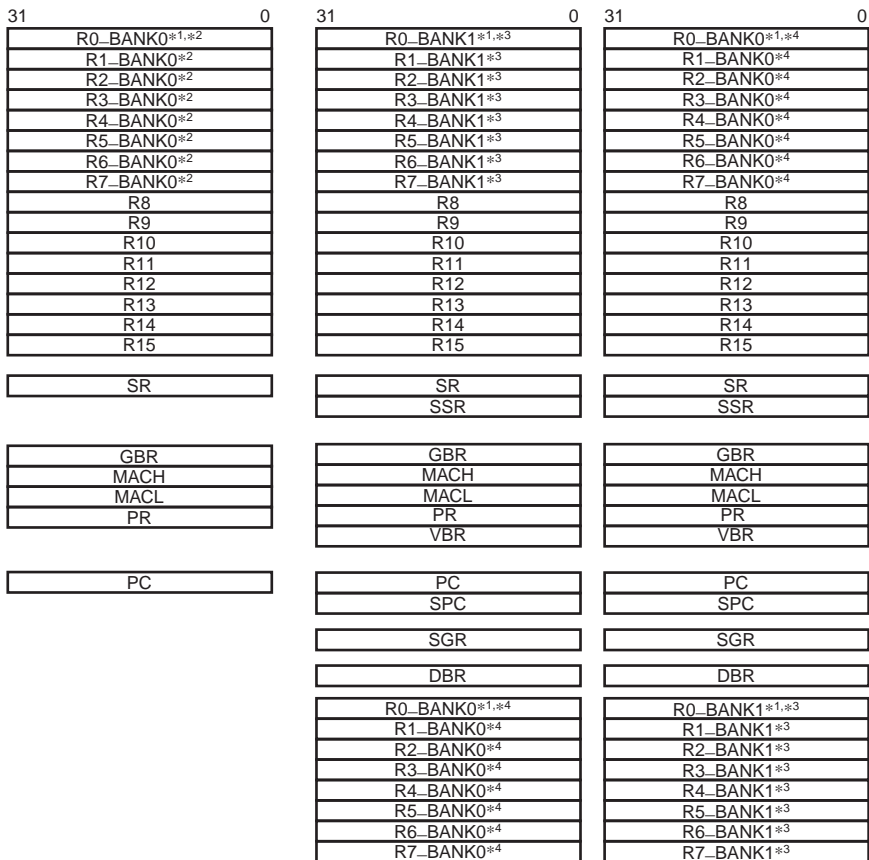 31 0 31 0 31 0
R0_BANK0*1,*2 R0_BANK1*1,*3 R0_BANK0*1,*4
R1_BANK0*2 R1_BANK1*3 R1_BANK0*4
R2_BANK0*2 R2_BANK1*3 R2_BANK0*4
R3_BANK0*2 R3_BANK1*3 R3_BANK0*4
R4_BANK0*2 R4_BANK1*3 R4_BANK0*4
R5_BANK0*2 R5_BANK1*3 R5_BANK0*4
R6_BANK0*2 R6_BANK1*3 R6_BANK0*4
R7_BANK0*2 R7_BANK1*3 R7_BANK0*4
R8 R8 R8
R9 R9 R9
R10 R10 R10
R11 R11 R11
R12 R12 R12
R13 R13 R13
R14 R14 R14
R15 R15 R15
SR SR SR
SSR SSR
GBR GBR GBR
MACH MACH MACH
MACL MACL MACL
PR PR PR
VBR VBR
PC PC PC
SPC SPC
SGR SGR
DBR DBR
R0_BANK0*1,*4 R0_BANK1*1,*3
R1_BANK0*4 R1_BANK1*3
R2_BANK0*4 R2_BANK1*3
R3_BANK0*4 R3_BANK1*3
R4_BANK0*4 R4_BANK1*3
R5_BANK0*4 R5_BANK1*3
R6_BANK0*4 R6_BANK1*3
R7_BANK0*4 R7_BANK1*3